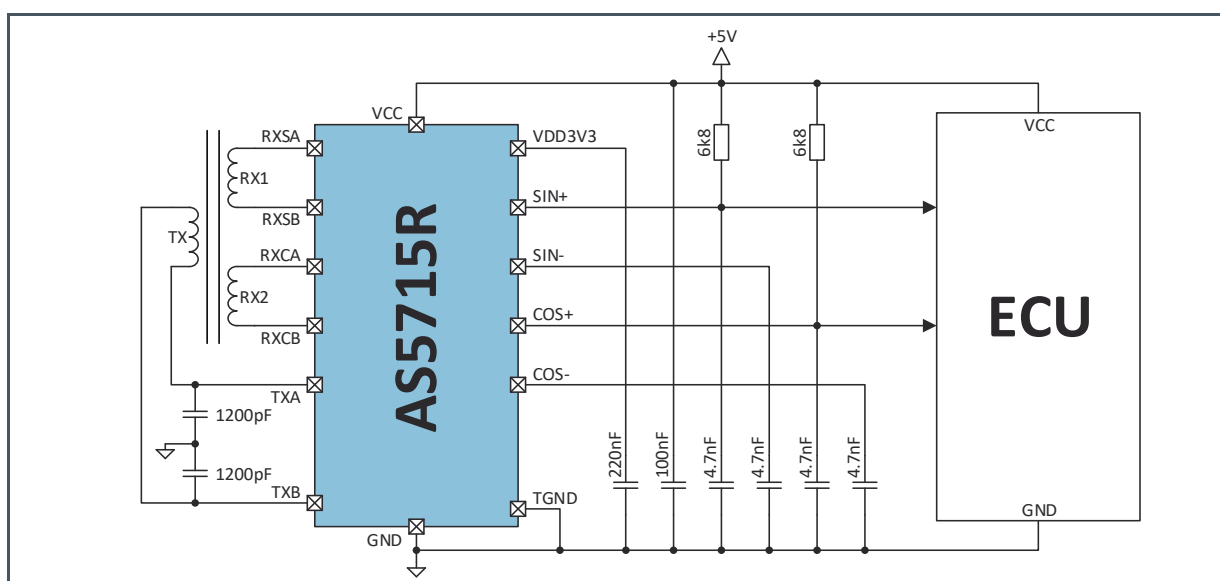 +5V
VCC
VCC
RXSA
VDD3V3
6k8
6k8
RX1
RXSB
SIN+
TX
RXCA
SIN-
RX2
RXCB
COS+
AS5715R
ECU
TXA
COS-
1200pF
1200pF
TXB
220nF
100nF
4.7nF
4.7nF
4.7nF
4.7nF
TGND
GND
GND